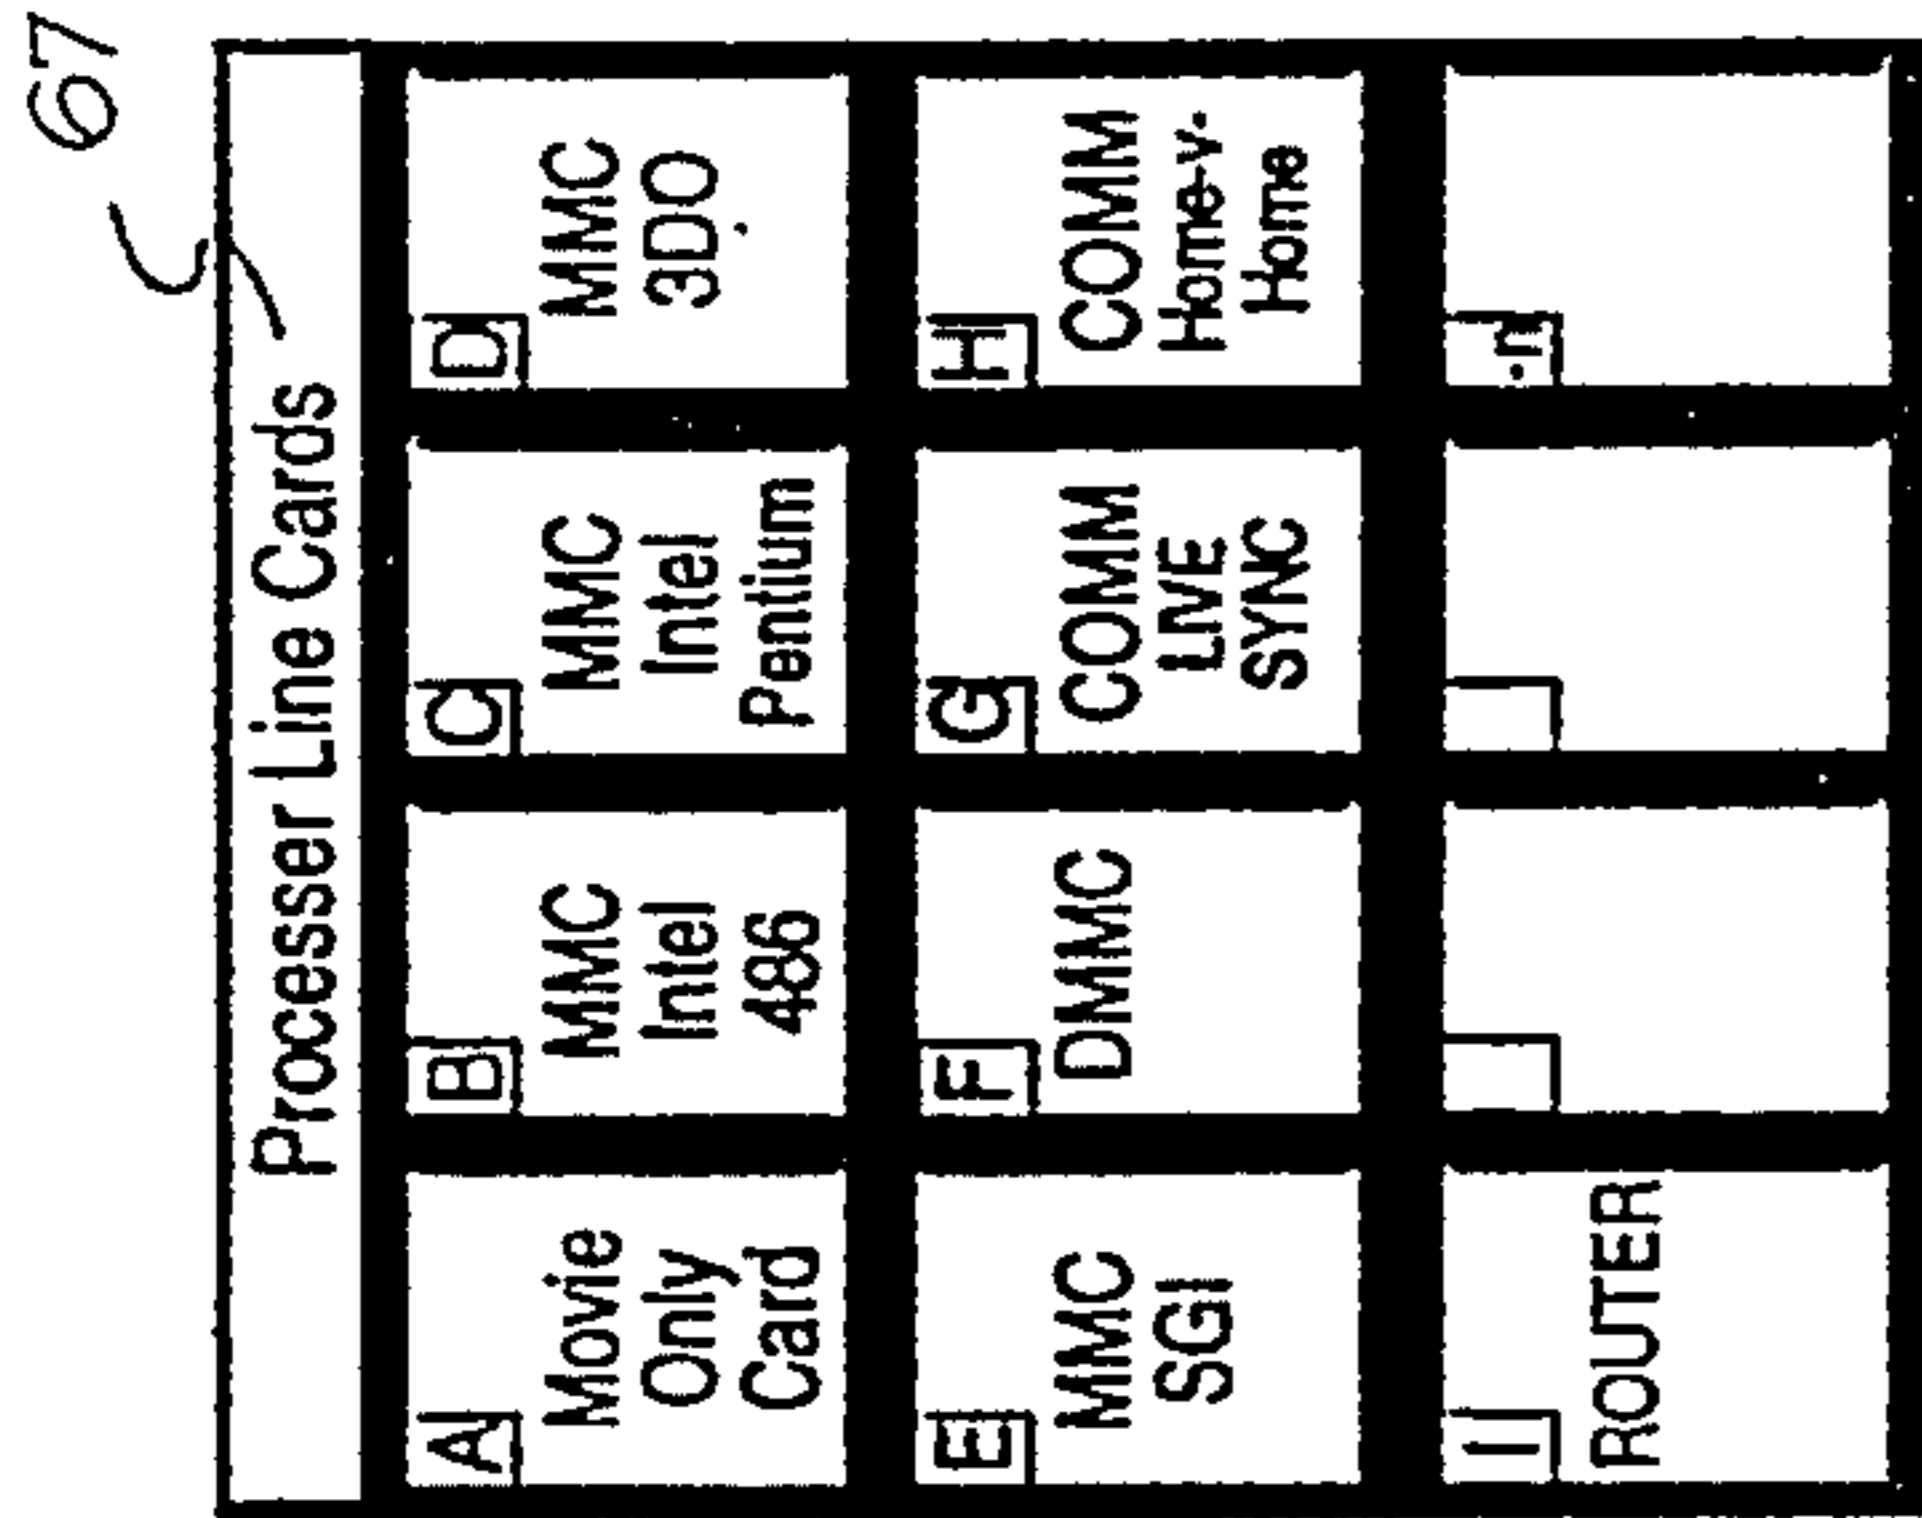 67
Processer Line Cards
A
Movie
Only
Card
B
MMC
Intel
486
C
MMC
Intel
Pentium
D
MMC
3DO
E
MMC
SGI
F
DMMC
G
COMM
LIVE
SYNC
H
COMM
Home-v.
Home
I
ROUTER
.n